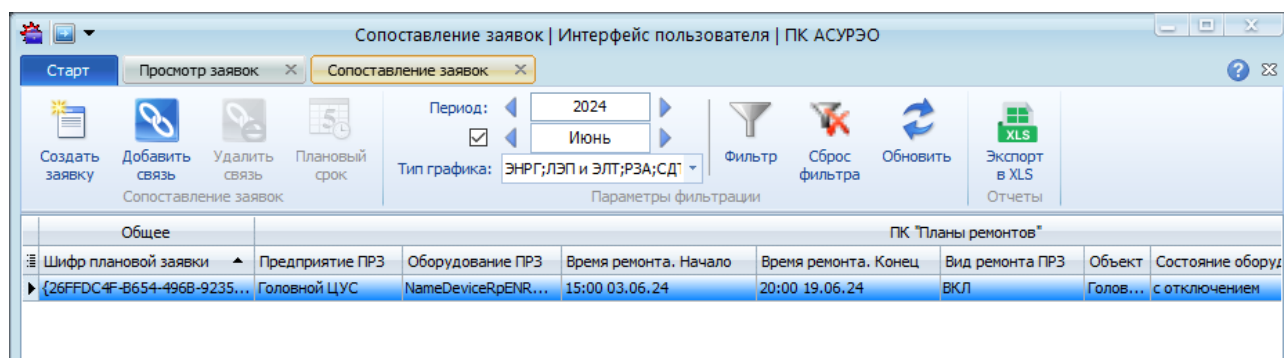 Сопоставление заявок | Интерфейс пользователя | ПК АСУРЭО
Старт Просмотр заявок Сопоставление заявок
Период: 2024
Июнь
Тип графика: ЭНРГ;ЛЭП и ЭЛТ;РЗА;СДТ
Создать заявку
Добавить связь
Удалить связь
Плановый срок
Фильтр
Сброс фильтра
Обновить
XLS
Экспорт в XLS
Сопоставление заявок Параметры фильтрации Отчеты
Общее ПК "Планы ремонтов"
Шифр плановой заявки Предприятие ПРЗ Оборудование ПРЗ Время ремонта. Начало Время ремонта. Конец Вид ремонта ПРЗ Объект Состояние оборуд
{26FFDC4F-B654-496B-9235... Головной ЦУС NameDeviceRpENR... 15:00 03.06.24 20:00 19.06.24 ВКЛ Голов... с отключением